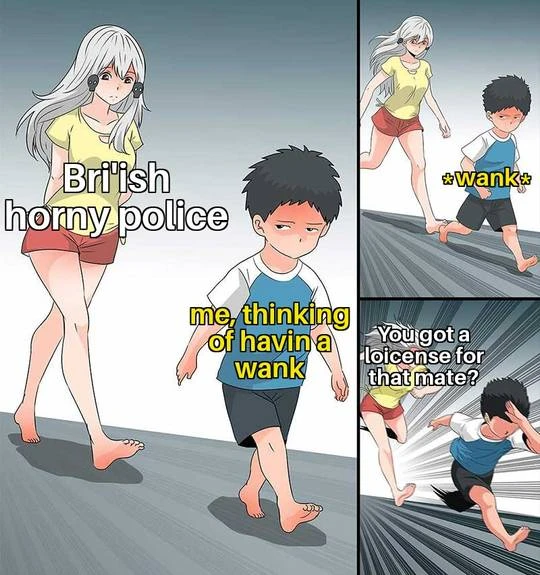 Bri'ish
horny police
me, thinking
of havin a
wank
*wank*
You got a
loicense for
that mate?